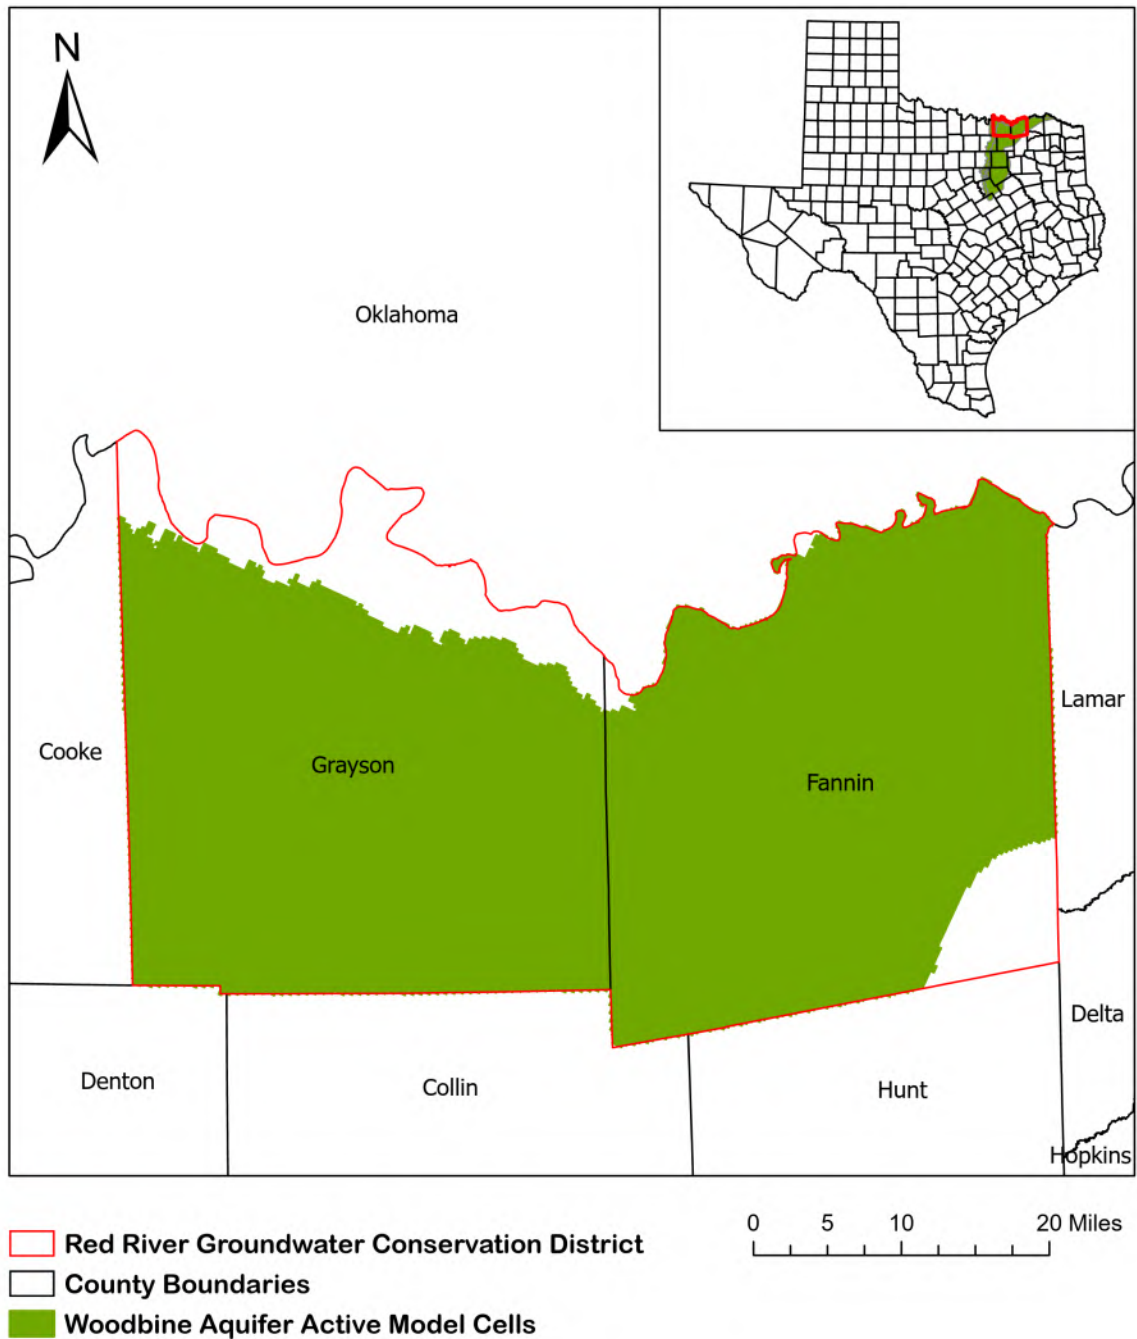 N
Oklahoma
Lamar
Cooke
Grayson
Fannin
Delta
Denton
Collin
Hunt
Hopkins
0 5 10 20 Miles
Red River Groundwater Conservation District
County Boundaries
Woodbine Aquifer Active Model Cells